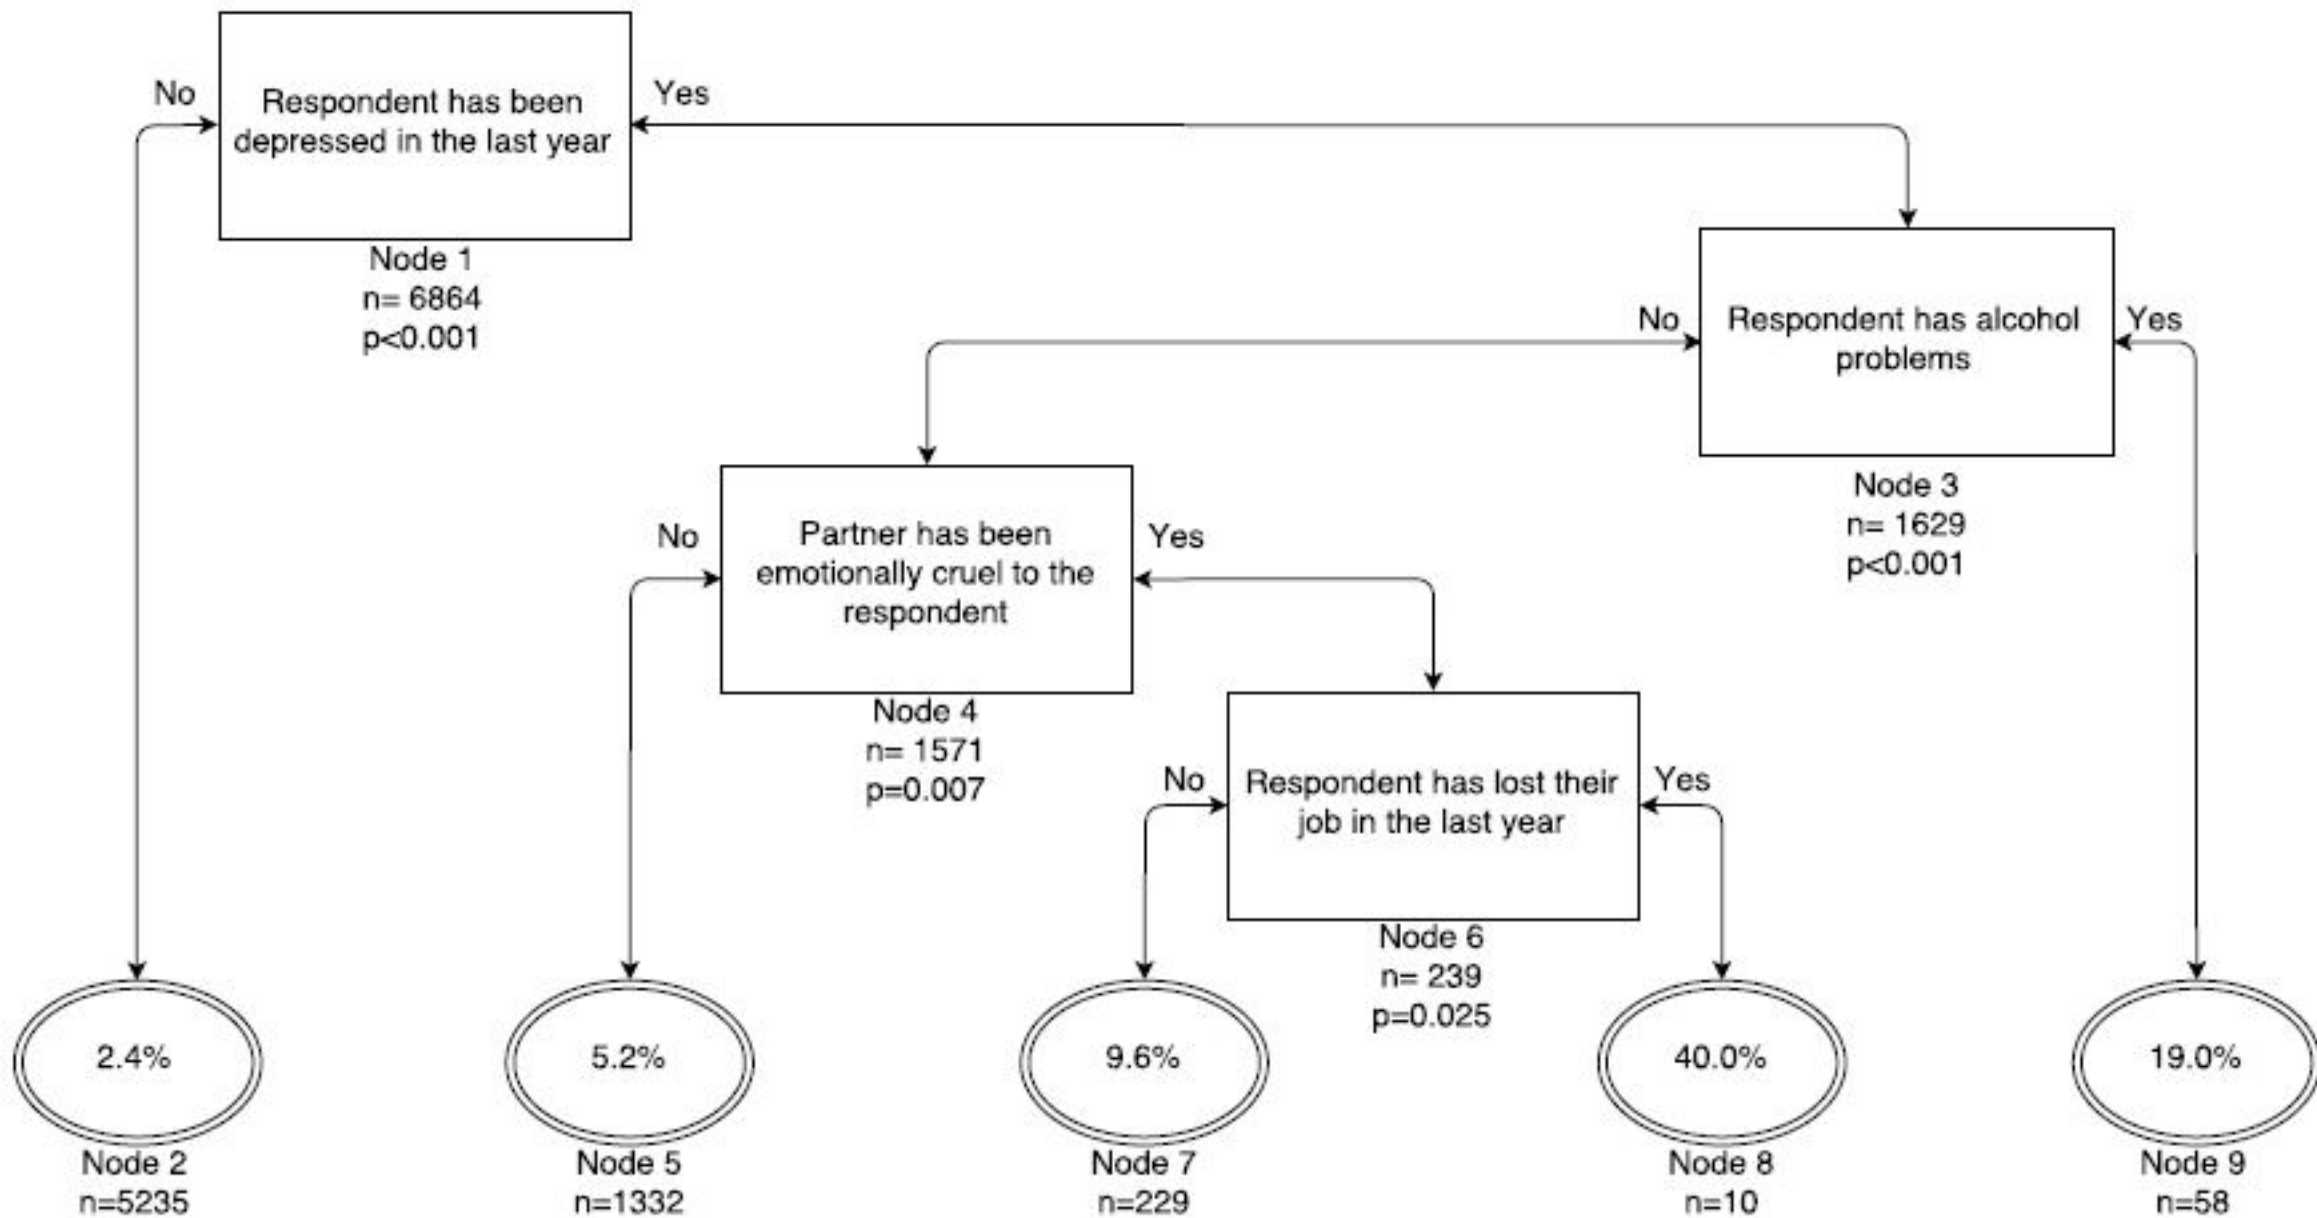 No
Respondent has been
depressed in the last year
Yes
Node 1
n= 6864
p<0.001
No
Respondent has alcohol
problems
Yes
Node 3
n= 1629
p<0.001
No
Partner has been
emotionally cruel to the
respondent
Yes
Node 4
n= 1571
p=0.007
No
Respondent has lost their
job in the last year
Yes
Node 6
n= 239
p=0.025
2.4%
Node 2
n=5235
5.2%
Node 5
n=1332
9.6%
Node 7
n=229
40.0%
Node 8
n=10
19.0%
Node 9
n=58